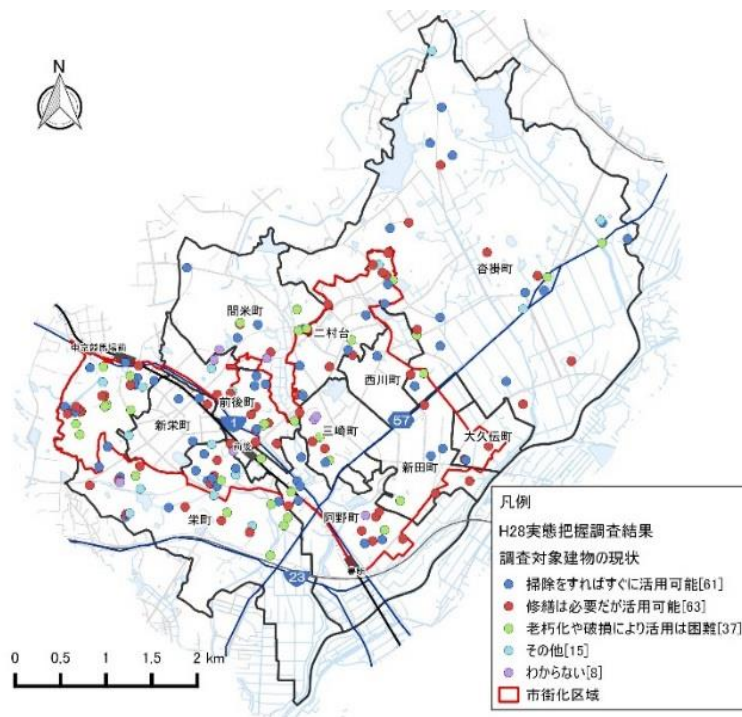 N
沓掛町
間米町
二村台
中京競馬場前
西川町
前後町
57
新栄町
1
三崎町
大久伝町
前後
新田町
阿野町
栄町
23
0 0.5 1 2 km
凡例
H28実態把握調査結果
調査対象建物の現状
掃除をすればすぐに活用可能[61]
修繕は必要だが活用可能[63]
老朽化や破損により活用は困難[37]
その他[15]
わからない[8]
市街化区域